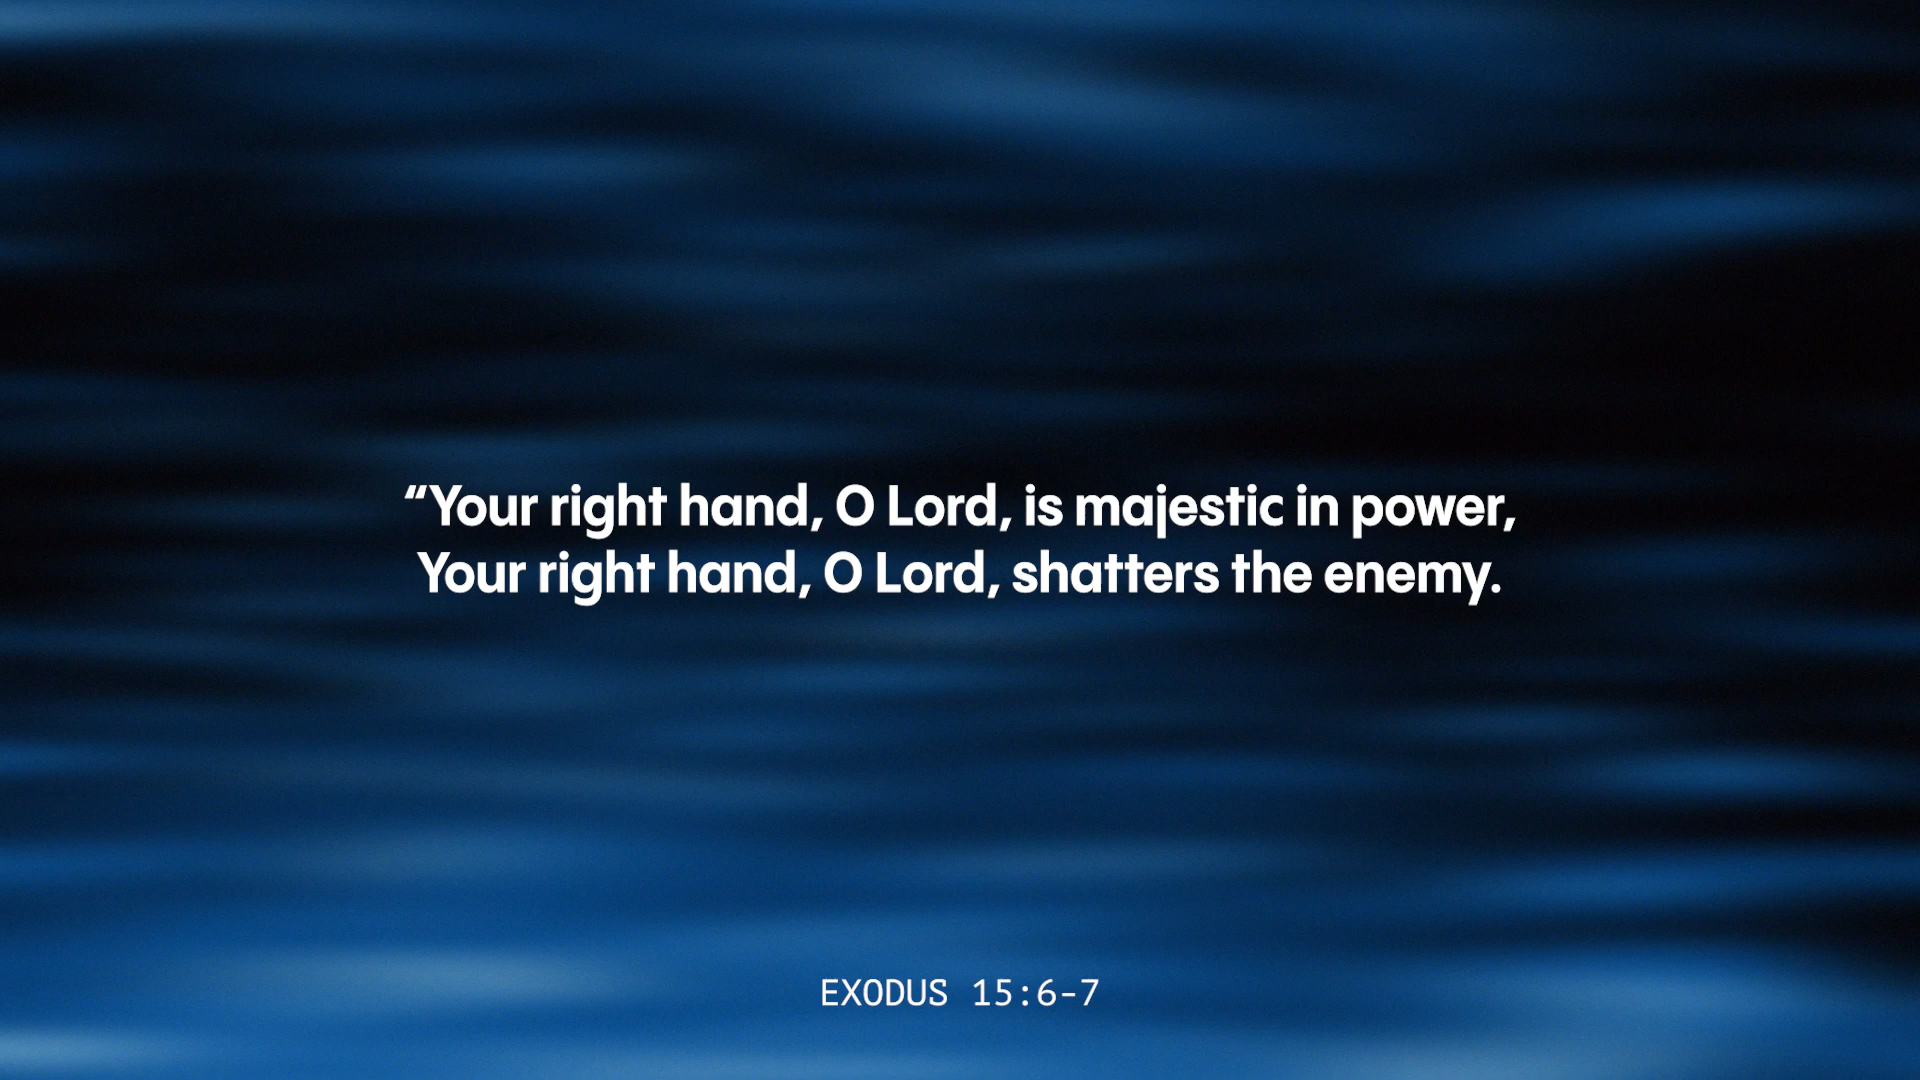 “Your right hand, O Lord, is majestic in power,
Your right hand, O Lord, shatters the enemy.
EXODUS 15:6-7